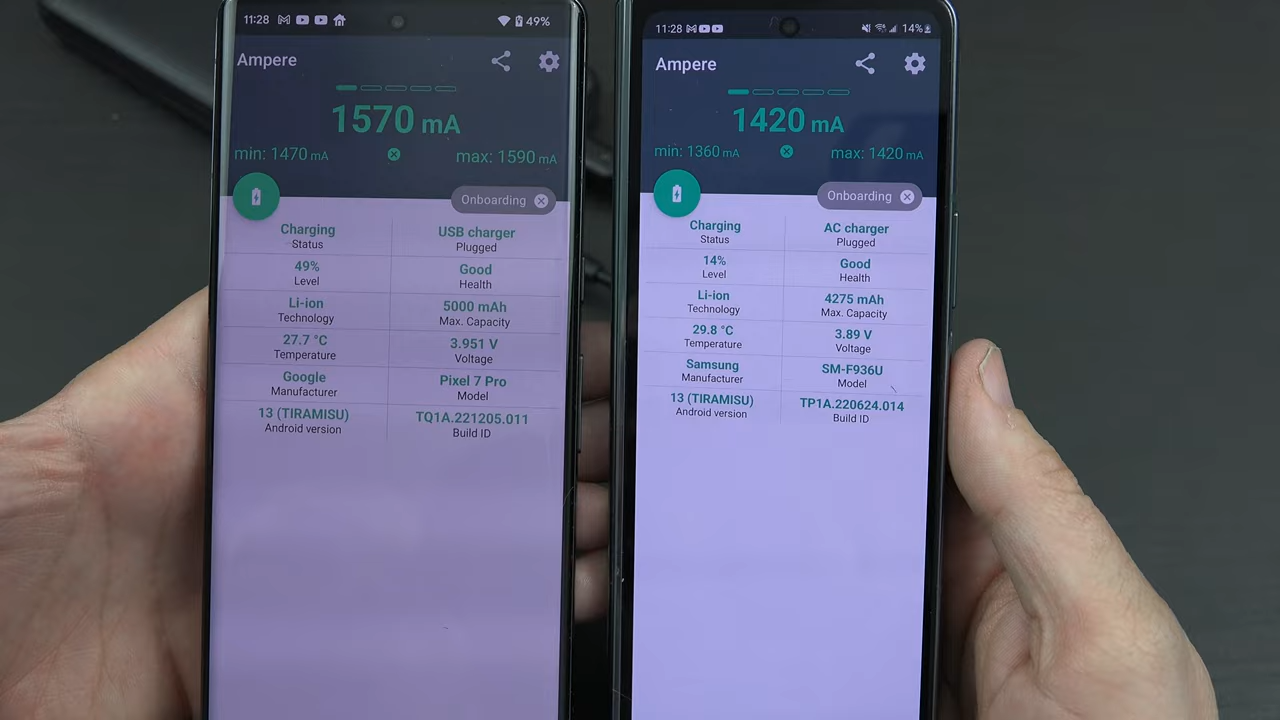 11:28 49%
Ampere
1570 mA
min: 1470 mA max: 1590 mA
Onboarding
Charging USB charger
Status Plugged
49% Good
Level Health
Li-ion 5000 mAh
Technology Max. Capacity
27.7 °C 3.951 V
Temperature Voltage
Google Pixel 7 Pro
Manufacturer Model
13 (TIRAMISU) TQ1A.221205.011
Android version Build ID
11:28 14%
Ampere
1420 mA
min: 1360 mA max: 1420 mA
Onboarding
Charging AC charger
Status Plugged
14% Good
Level Health
Li-ion 4275 mAh
Technology Max. Capacity
29.8 °C 3.89 V
Temperature Voltage
Samsung SM-F936U
Manufacturer Model
13 (TIRAMISU) TP1A.220624.014
Android version Build ID